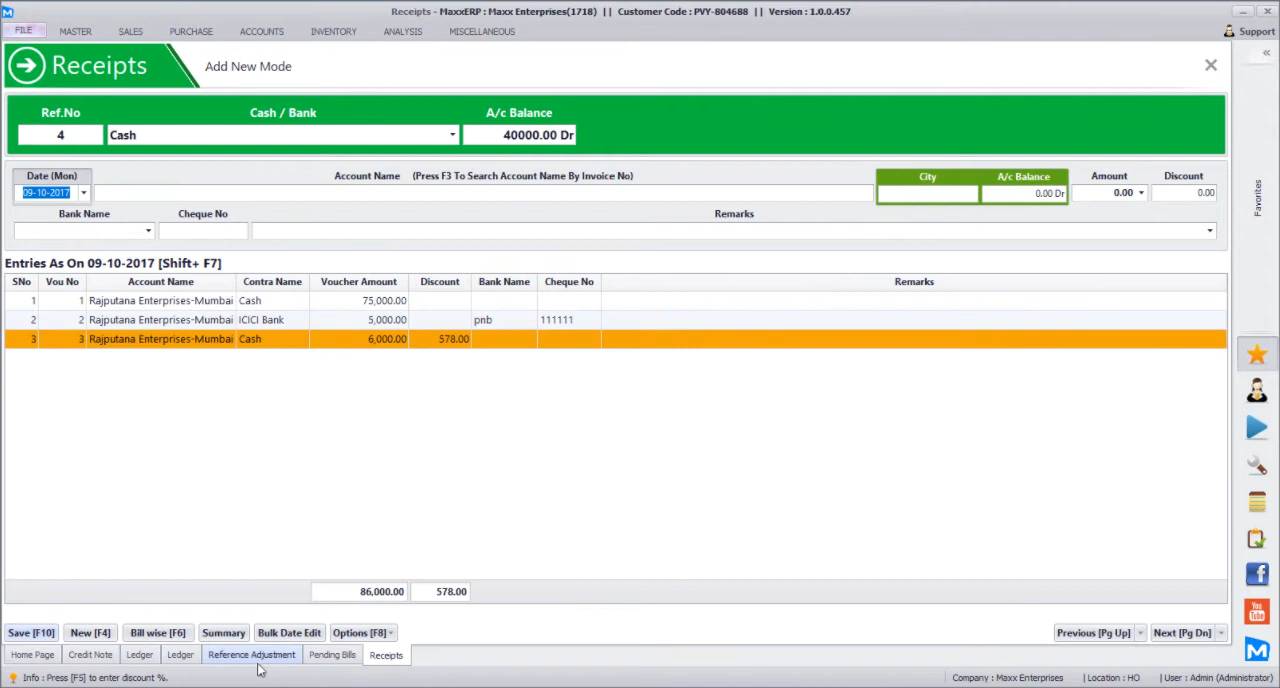 Receipts - MaxxERP : Maxx Enterprises(1718) || Customer Code : PVY-804688 || Version : 1.0.0.457
FILE MASTER SALES PURCHASE ACCOUNTS INVENTORY ANALYSIS MISCELLANEOUS Support
Receipts Add New Mode
Ref.No Cash / Bank A/c Balance
4 Cash 40000.00 Dr
Date (Mon) Account Name (Press F3 To Search Account Name By Invoice No) City A/c Balance Amount Discount
09-10-2017 0.00 Dr 0.00 0.00
Bank Name Cheque No Remarks
Favorites
Entries As On 09-10-2017 [Shift+ F7]
SNo Vou No Account Name Contra Name Voucher Amount Discount Bank Name Cheque No Remarks
1 1 Rajputana Enterprises-Mumbai Cash 75,000.00
2 2 Rajputana Enterprises-Mumbai ICICI Bank 5,000.00 pnb 111111
3 3 Rajputana Enterprises-Mumbai Cash 6,000.00 578.00
86,000.00 578.00
You
Tube
Save [F10] New [F4] Bill wise [F6] Summary Bulk Date Edit Options [F8] Previous [Pg Up] Next [Pg Dn]
Home Page Credit Note Ledger Ledger Reference Adjustment Pending Bills Receipts
Info : Press [F5] to enter discount %. Company : Maxx Enterprises | Location : HO | User : Admin (Administrator)